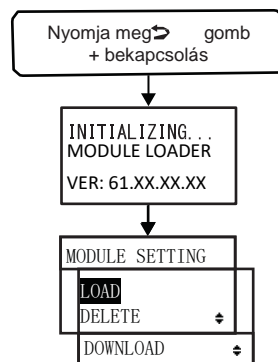 Nyomja meg gomb
+ bekapcsolás
INITIALIZING...
MODULE LOADER
VER: 61.XX.XX.XX
MODULE SETTING
LOAD
DELETE
DOWNLOAD